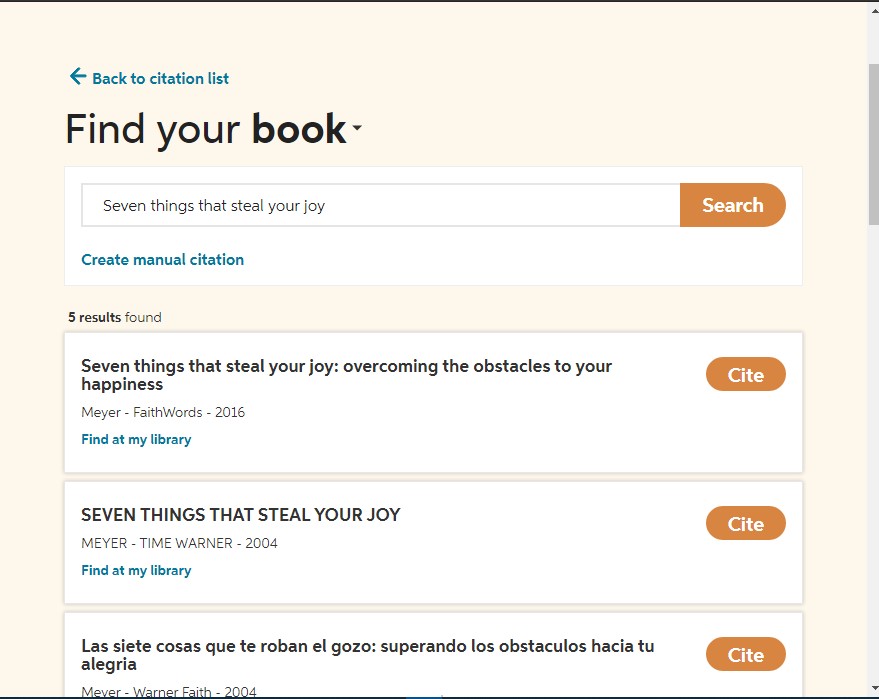 Back to citation list
Find your book
Seven things that steal your joy
Search
Create manual citation
5 results found
Seven things that steal your joy: overcoming the obstacles to your
happiness
Cite
Meyer - FaithWords - 2016
Find at my library
SEVEN THINGS THAT STEAL YOUR JOY
Cite
MEYER - TIME WARNER - 2004
Find at my library
Las siete cosas que te roban el gozo: superando los obstaculos hacia tu
alegria
Cite
Meyer - Warner Faith - 2004